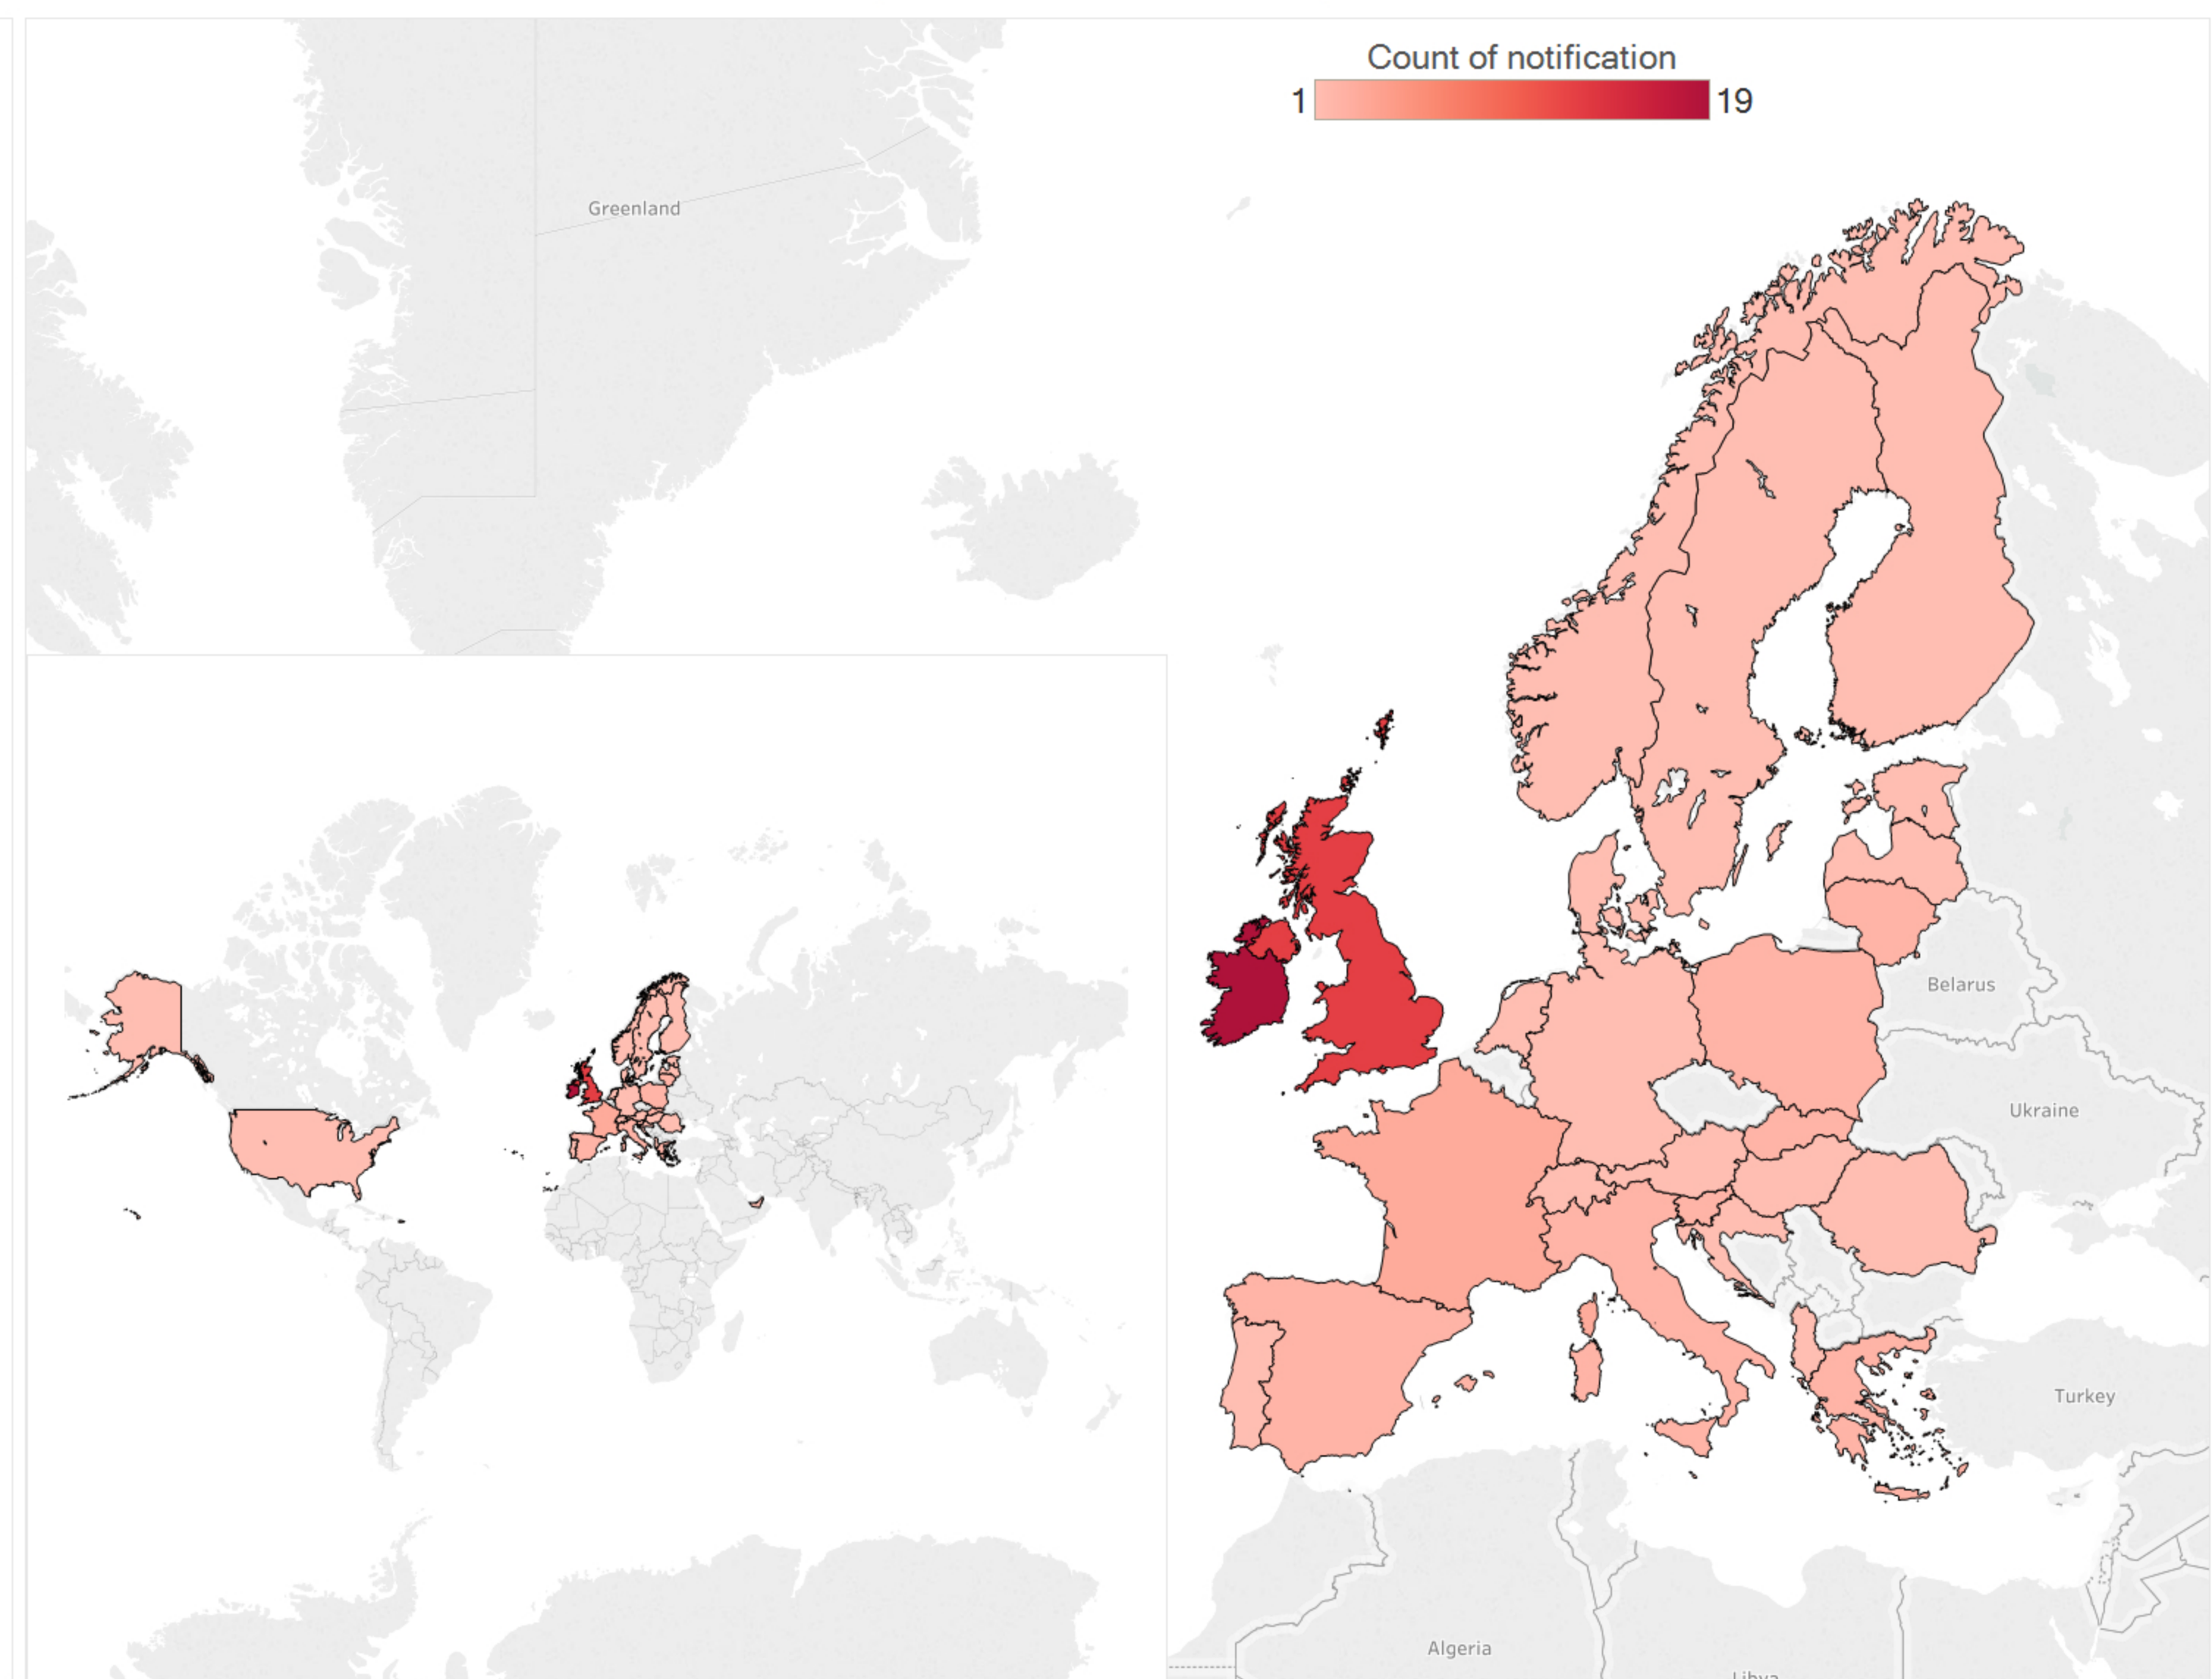 Count of notification
1 19
Greenland
Belarus
Ukraine
Turkey
Algeria